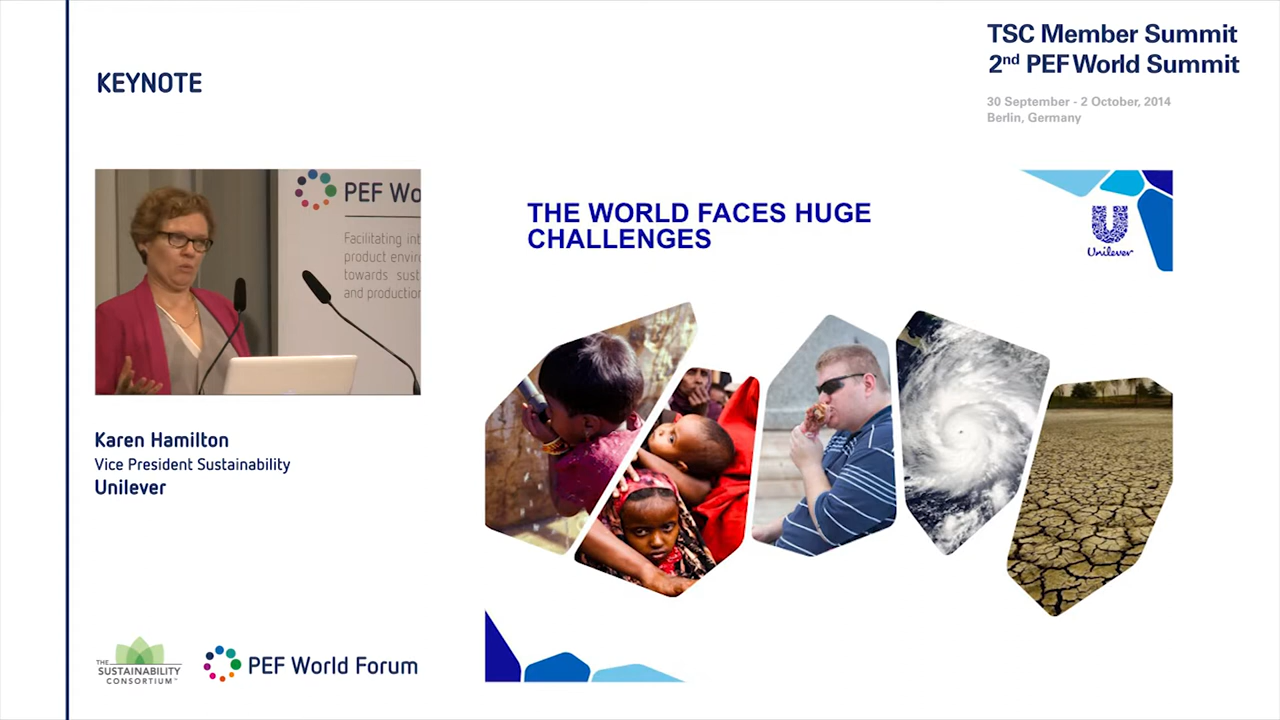 TSC Member Summit
2nd PEF World Summit
30 September - 2 October, 2014
Berlin, Germany
KEYNOTE
PEF Wo
Facilitating int
product envir
towards sust
and production
Karen Hamilton
Vice President Sustainability
Unilever
THE WORLD FACES HUGE
CHALLENGES
Unilever
THE
SUSTAINABILITY
CONSORTIUM™
PEF World Forum